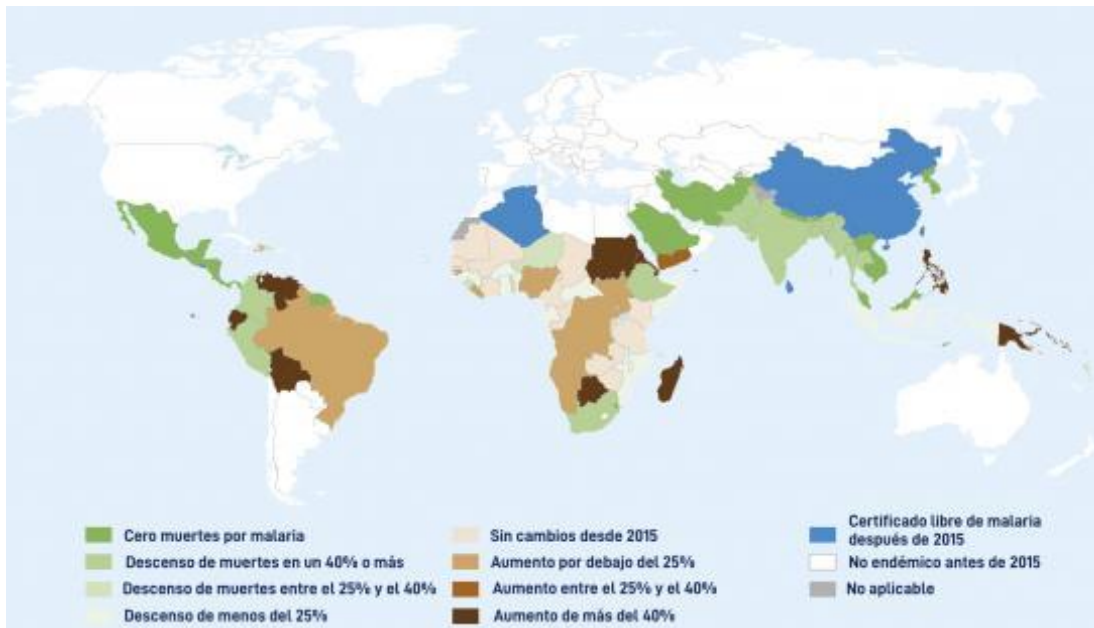 Cero muertes por malaria
Descenso de muertes en un 40% o más
Descenso de muertes entre el 25% y el 40%
Descenso de menos del 25%
Sin cambios desde 2015
Aumento por debajo del 25%
Aumento entre el 25% y el 40%
Aumento de más del 40%
Certificado libre de malaria
después de 2015
No endémico antes de 2015
No aplicable